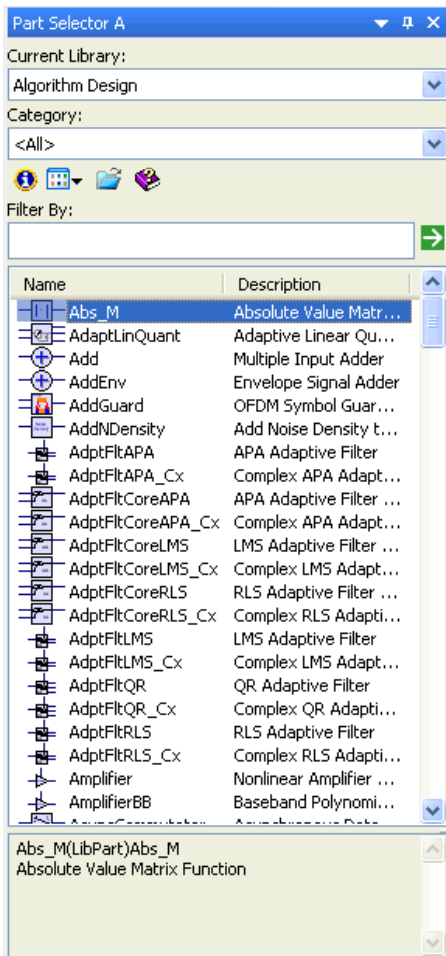 Part Selector A
Current Library:
Algorithm Design
Category:
<All>
Filter By:
Name Description
Abs_M Absolute Value Matr...
AdaptLinQuant Adaptive Linear Qu...
Add Multiple Input Adder
AddEnv Envelope Signal Adder
AddGuard OFDM Symbol Guar...
AddNDensity Add Noise Density t...
AdptFltAPA APA Adaptive Filter
AdptFltAPA_Cx Complex APA Adapt...
AdptFltCoreAPA APA Adaptive Filter ...
AdptFltCoreAPA_Cx Complex APA Adapt...
AdptFltCoreLMS LMS Adaptive Filter ...
AdptFltCoreLMS_Cx Complex LMS Adapt...
AdptFltCoreRLS RLS Adaptive Filter ...
AdptFltCoreRLS_Cx Complex RLS Adapti...
AdptFltLMS LMS Adaptive Filter
AdptFltLMS_Cx Complex LMS Adapt...
AdptFltQR QR Adaptive Filter
AdptFltQR_Cx Complex QR Adapti...
AdptFltRLS RLS Adaptive Filter
AdptFltRLS_Cx Complex RLS Adapti...
Amplifier Nonlinear Amplifier ...
AmplifierBB Baseband Polynomi...
Abs_M(LibPart)Abs_M
Absolute Value Matrix Function